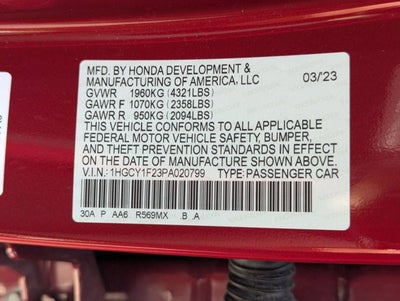 MFD. BY HONDA DEVELOPMENT &
MANUFACTURING OF AMERICA, LLC 03/23
GVWR 1960KG (4321LBS)
GAWR F 1070KG (2358LBS)
GAWR R 950KG (2094LBS)
THIS VEHICLE CONFORMS TO ALL APPLICABLE
FEDERAL MOTOR VEHICLE SAFETY, BUMPER,
AND THEFT PREVENTION STANDARDS IN EFFECT ON
THE DATE OF MANUFACTURE SHOWN ABOVE.
V.I.N.: 1HGCY1F23PA020799 TYPE: PASSENGER CAR
30A P AA6 R569MX .B .A